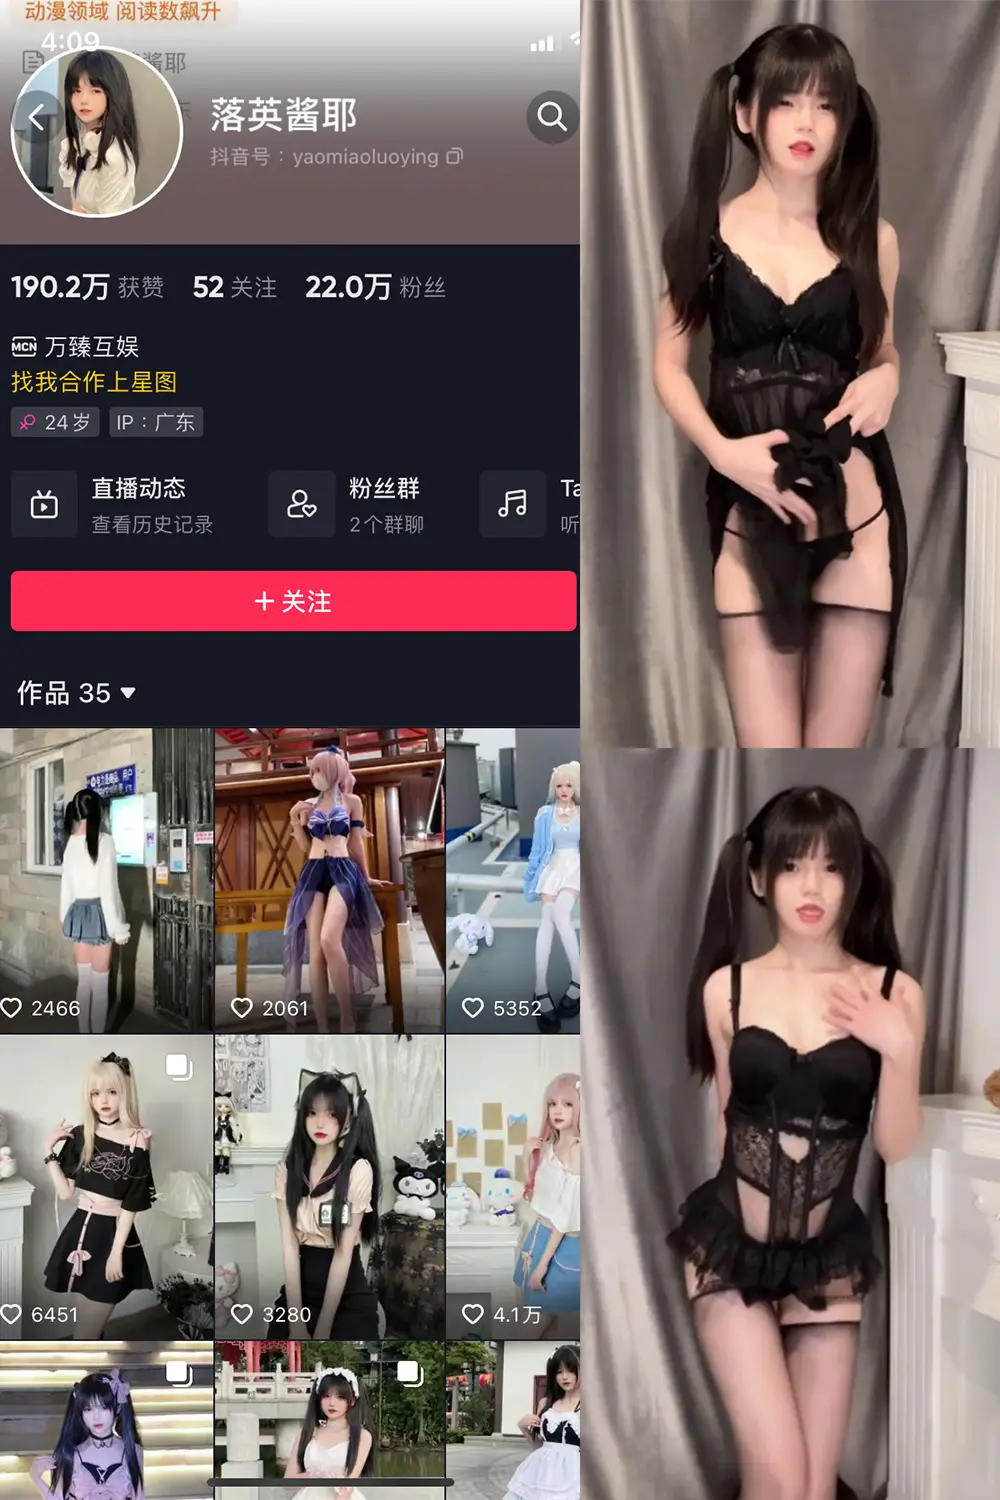 动漫领域 阅读数飙升
4:09
酱耶
落英酱耶
抖音号：yaomiaoluoying
190.2万 获赞 52 关注 22.0万 粉丝
MCN 万臻互娱
找我合作上星图
24岁 IP：广东
直播动态 粉丝群 Ta
查看历史记录 2个群聊 听
+ 关注
作品 35
2466 2061 5352
6451 3280 4.1万